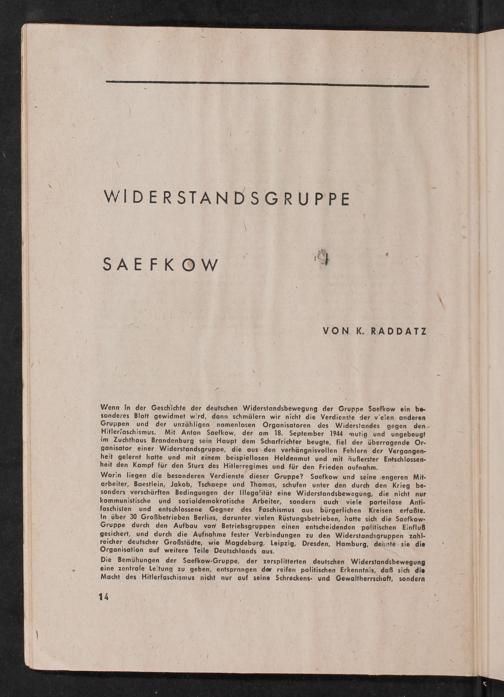 WIDERSTANDSGRUPPE
SAEFKOW
VON K. RADDATZ
Wenn in der Geschichte der deutschen Widerstandsbewegung der Gruppe Saefkow ein be-
sonderes Blatt gewidmet wird, dann schmälern wir nicht die Verdienste der vielen anderen
Gruppen und der unzähligen namenlosen Organisatoren des Widerstandes gegen den
Hitlerfaschismus. Mit Anton Saefkow, der am 18. September 1944 mutig und ungebeugt
im Zuchthaus Brandenburg sein Haupt dem Scharfrichter beugte, fiel der überragende Or-
ganisator einer Widerstandsgruppe, die aus den verhängnisvollen Fehlern der Vergangen-
heit gelernt hatte und mit einem beispiellosen Heldenmut und mit äußerster Entschlossen-
heit den Kampf für den Sturz des Hitlerregimes und für den Frieden aufnahm.
Worin liegen die besonderen Verdienste dieser Gruppe? Saefkow und seine engeren Mit-
arbeiter, Baestlein, Jakob, Tschaepe und Thomas, schufen unter den durch den Krieg be-
sonders verschärften Bedingungen der Illegalität eine Widerstandsbewegung, die nicht nur
kommunistische und sozialdemokratische Arbeiter, sondern auch viele parteilose Anti-
faschisten und entschlossene Gegner des Faschismus aus bürgerlichen Kreisen erfaßte.
In über 30 Großbetrieben Berlins, darunter vielen Rüstungsbetrieben, hatte sich die Saefkow-
Gruppe durch den Aufbau von Betriebsgruppen einen entscheidenden politischen Einfluß
gesichert, und durch die Aufnahme fester Verbindungen zu den Widerstandsgruppen zahl-
reicher deutscher Großstädte, wie Magdeburg, Leipzig, Dresden, Hamburg, dehnte sie die
Organisation auf weitere Teile Deutschlands aus.
Die Bemühungen der Saefkow-Gruppe, der zersplitterten deutschen Widerstandsbewegung
eine zentrale Leitung zu geben, entsprangen der reifen politischen Erkenntnis, daß sich die
Macht des Hitlerfaschismus nicht nur auf seine Schreckens- und Gewaltherrschaft, sondern
14